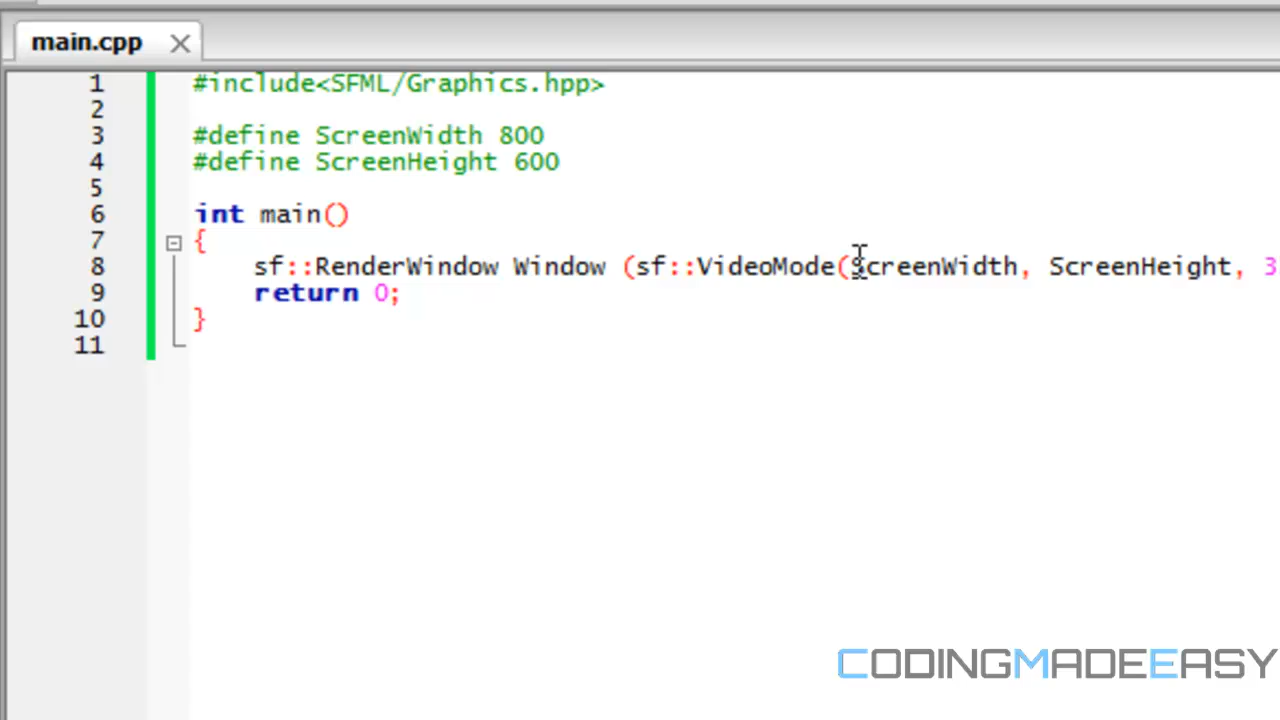 main.cpp
1 #include<SFML/Graphics.hpp>
2
3 #define ScreenWidth 800
4 #define ScreenHeight 600
5
6 int main()
7 {
8 sf::RenderWindow Window (sf::VideoMode(ScreenWidth, ScreenHeight, 3
9 return 0;
10 }
11
CODINGMADEEASY